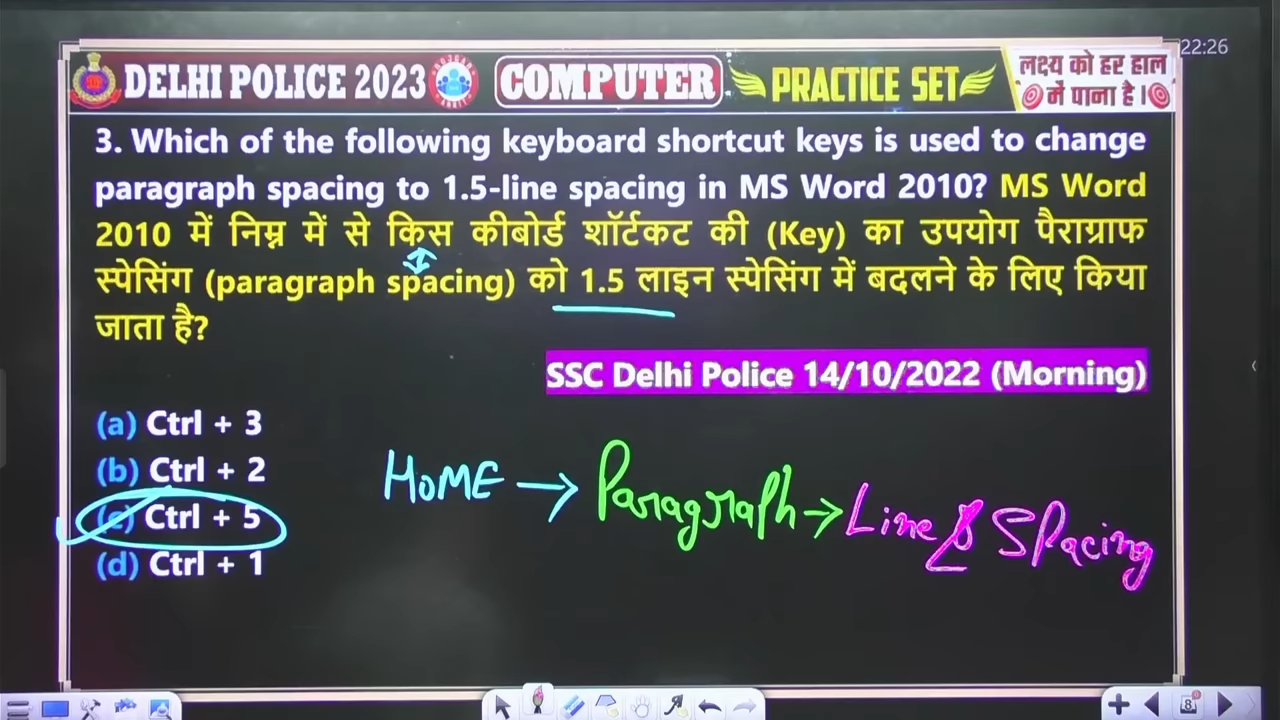 22:26
DELHI POLICE 2023 COMPUTER PRACTICE SET लक्ष्य को हर हाल
में पाना है।
3. Which of the following keyboard shortcut keys is used to change
paragraph spacing to 1.5-line spacing in MS Word 2010? MS Word
2010 में निम्न में से किस कीबोर्ड शॉर्टकट की (Key) का उपयोग पैराग्राफ
स्पेसिंग (paragraph spacing) को 1.5 लाइन स्पेसिंग में बदलने के लिए किया
जाता है?
SSC Delhi Police 14/10/2022 (Morning)
(a) Ctrl + 3
(b) Ctrl + 2
(c) Ctrl + 5
(d) Ctrl + 1
HOME → Paragraph → Line & Spacing
8